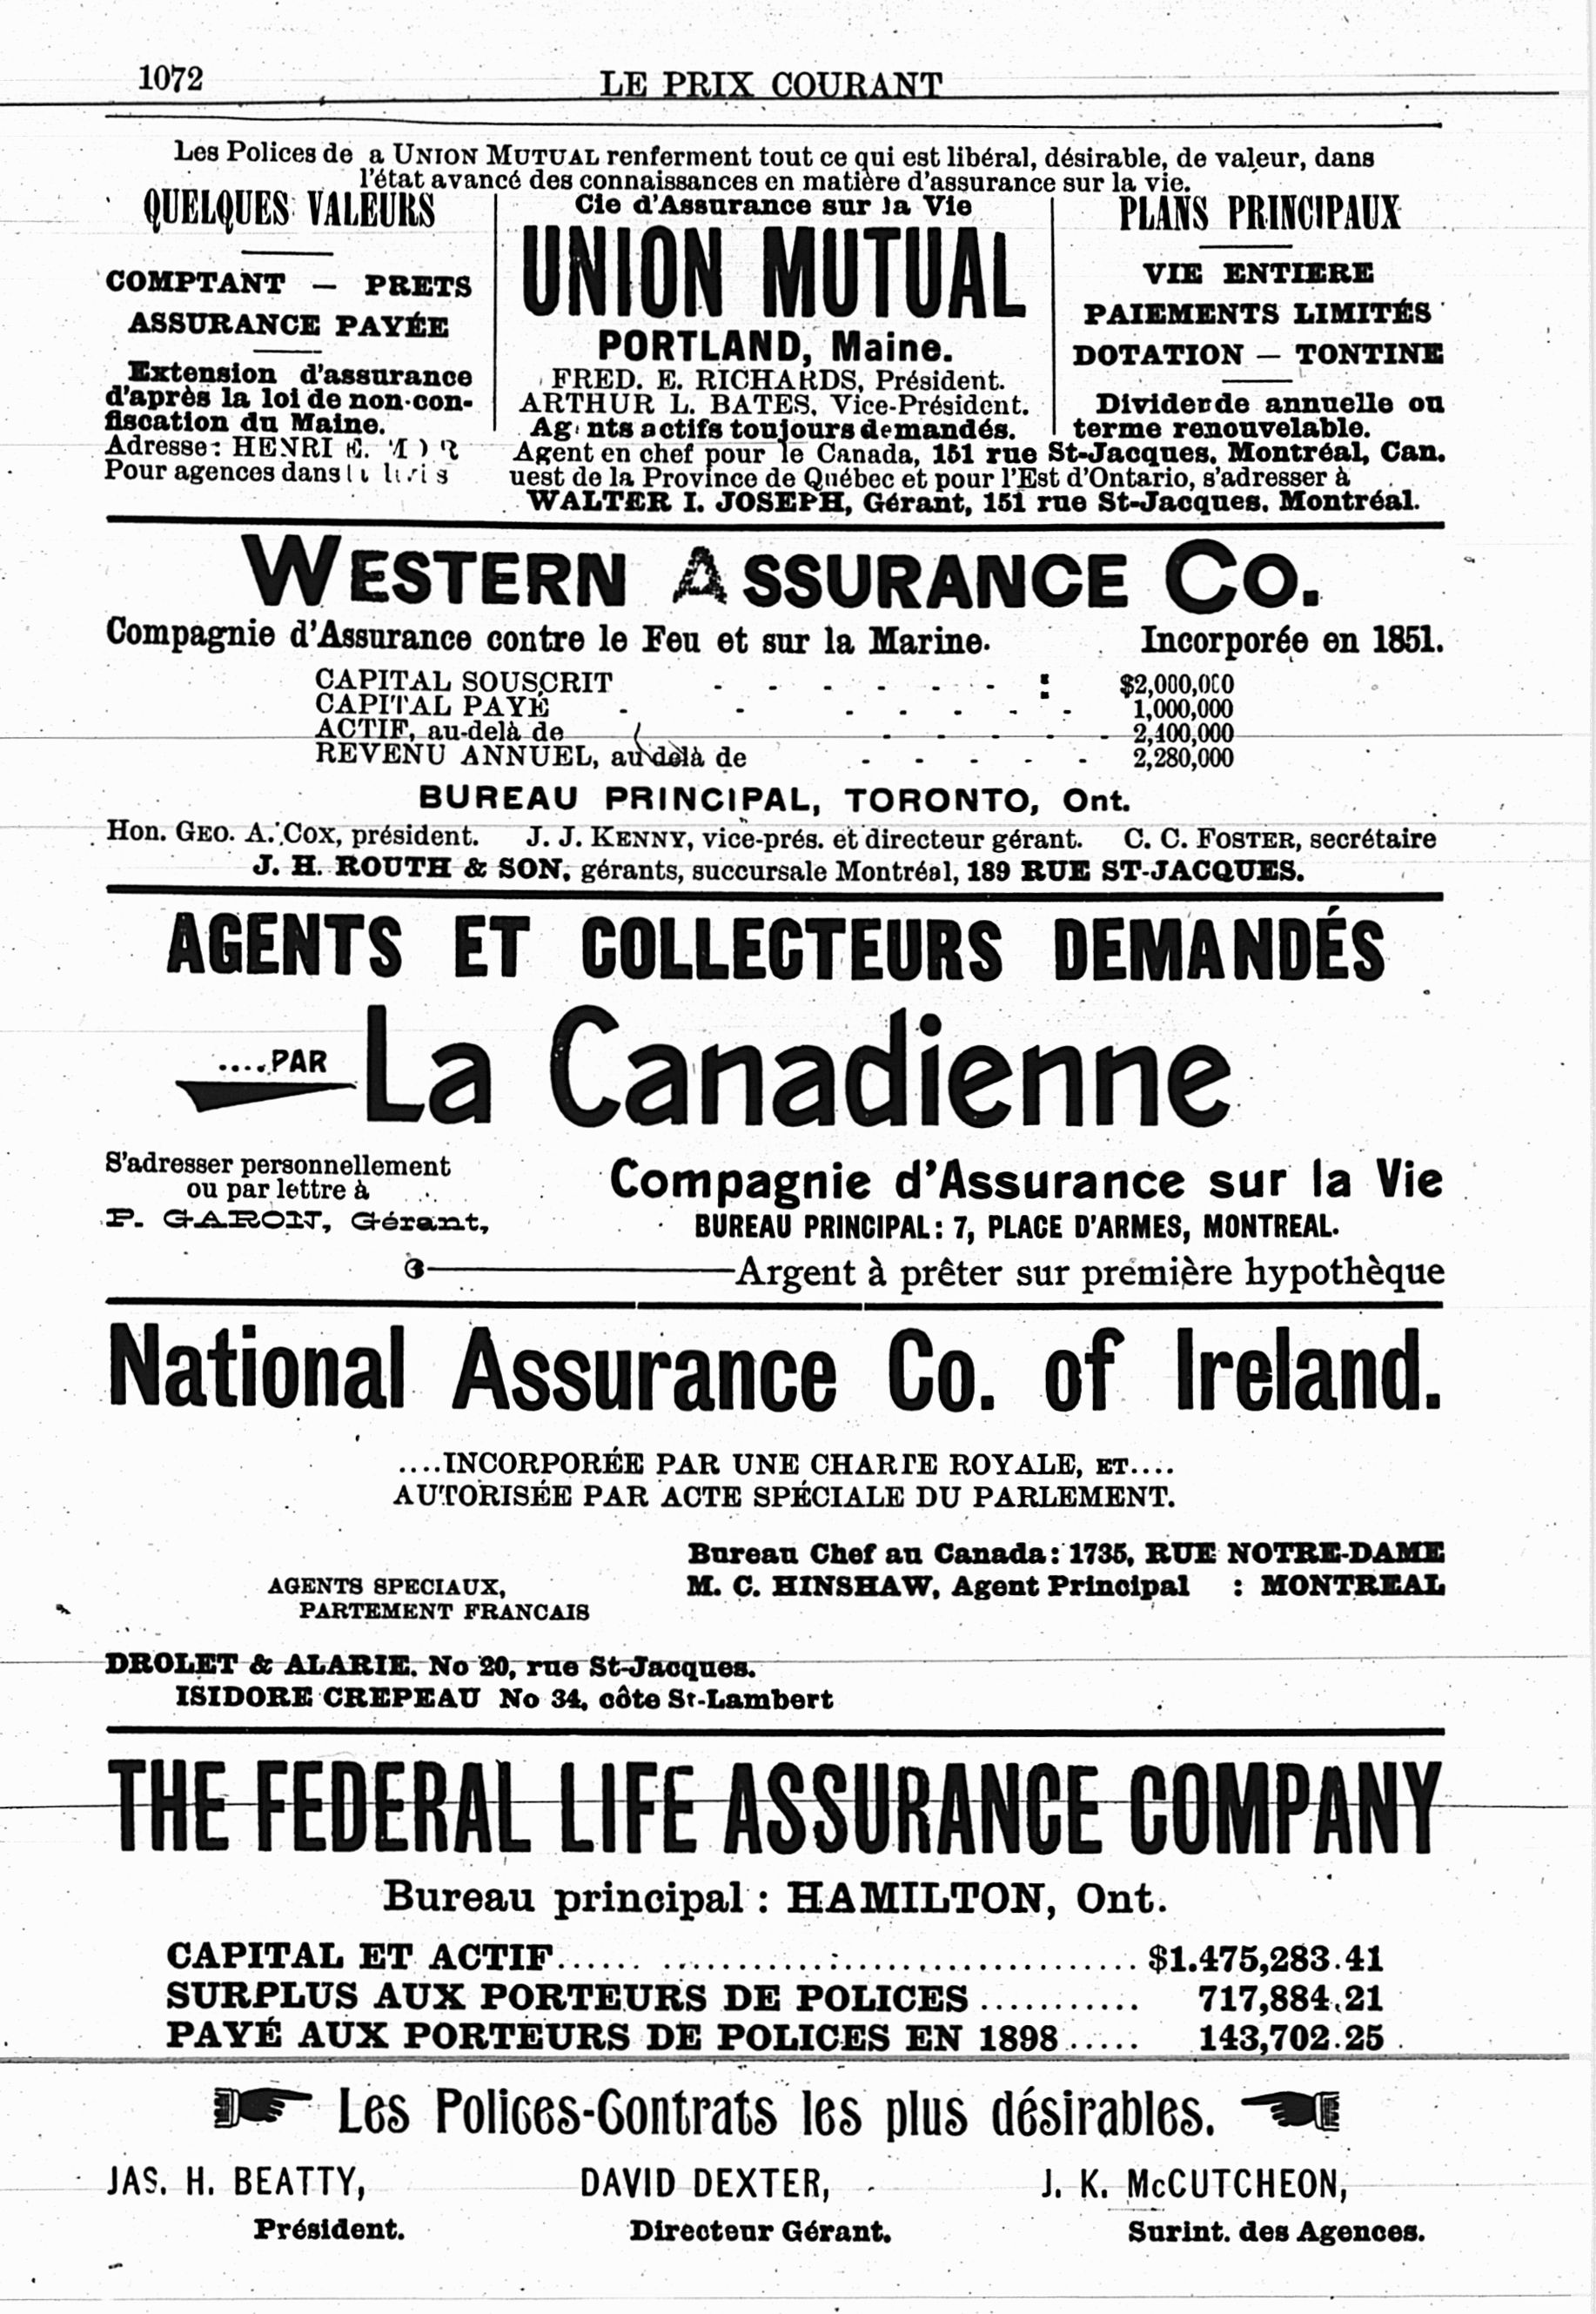 1072
LE PRIX COURANT
Les Polices de a UNION MUTUAL renferment tout ce qui est libéral, désirable, de valeur, dans
l'état avancé des connaissances en matière d'assurance sur la vie.
QUELQUES VALEURS
COMPTANT — PRETS
ASSURANCE PAYÉE
Extension d'assurance
d'après la loi de non-con-
fiscation du Maine.
Cie d'Assurance sur la Vie
UNION MUTUAL
PORTLAND, Maine.
FRED. E. RICHARDS, Président.
ARTHUR L. BATES, Vice-Président.
Agents actifs toujours demandés.
PLANS PRINCIPAUX
VIE ENTIERE
PAIEMENTS LIMITÉS
DOTATION — TONTINE
Dividende annuelle ou
terme renouvelable.
Adresse: HENRI E. Agent en chef pour le Canada, 151 rue St-Jacques, Montréal, Can.
Pour agences dans uest de la Province de Québec et pour l'Est d'Ontario, s'adresser à
WALTER I. JOSEPH, Gérant, 151 rue St-Jacques, Montréal.
WESTERN ASSURANCE CO.
Compagnie d'Assurance contre le Feu et sur la Marine. Incorporée en 1851.
CAPITAL SOUSCRIT - - - - - - : $2,000,000
CAPITAL PAYÉ - - - - - - - 1,000,000
ACTIF, au-delà de - - - - - 2,400,000
REVENU ANNUEL, au delà de - - - - - 2,280,000
BUREAU PRINCIPAL, TORONTO, Ont.
Hon. GEO. A. COX, président. J. J. KENNY, vice-prés. et directeur gérant. C. C. FOSTER, secrétaire
J. H. ROUTH & SON, gérants, succursale Montréal, 189 RUE ST-JACQUES.
AGENTS ET COLLECTEURS DEMANDÉS
....PAR La Canadienne
S'adresser personnellement
ou par lettre à
P. GARON, Gérant,
Compagnie d'Assurance sur la Vie
BUREAU PRINCIPAL: 7, PLACE D'ARMES, MONTREAL.
Argent à prêter sur première hypothèque
National Assurance Co. of Ireland.
....INCORPORÉE PAR UNE CHARTE ROYALE, ET....
AUTORISÉE PAR ACTE SPÉCIALE DU PARLEMENT.
Bureau Chef au Canada: 1735, RUE NOTRE-DAME
M. C. HINSHAW, Agent Principal : MONTREAL
AGENTS SPECIAUX,
PARTEMENT FRANCAIS
DROLET & ALARIE. No 20, rue St-Jacques.
ISIDORE CREPEAU No 34, côte St-Lambert
THE FEDERAL LIFE ASSURANCE COMPANY
Bureau principal: HAMILTON, Ont.
CAPITAL ET ACTIF........ $1.475,283.41
SURPLUS AUX PORTEURS DE POLICES ........... 717,884.21
PAYÉ AUX PORTEURS DE POLICES EN 1898 ..... 143,702.25
Les Polices-Contrats les plus désirables.
JAS. H. BEATTY,
Président.
DAVID DEXTER,
Directeur Gérant.
J. K. McCUTCHEON,
Surint. des Agences.